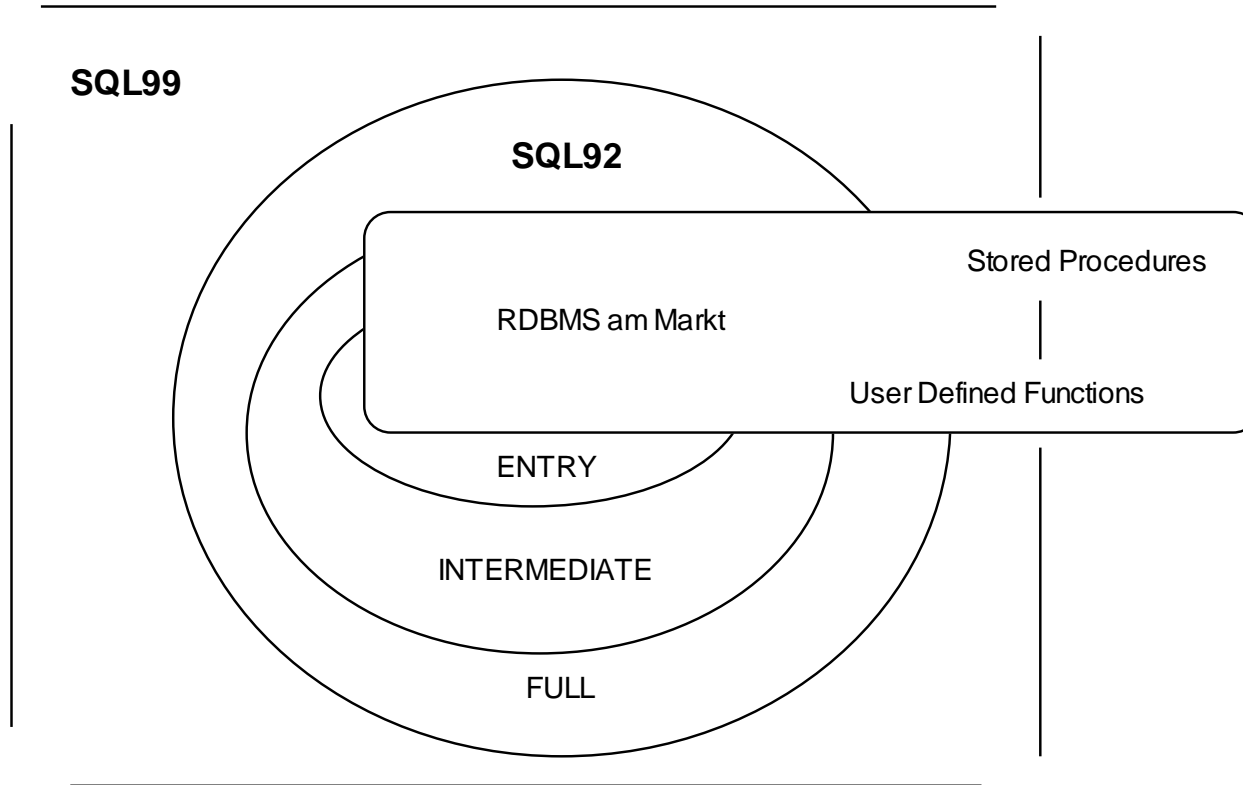 SQL99
SQL92
Stored Procedures
RDBMS am Markt
User Defined Functions
ENTRY
INTERMEDIATE
FULL